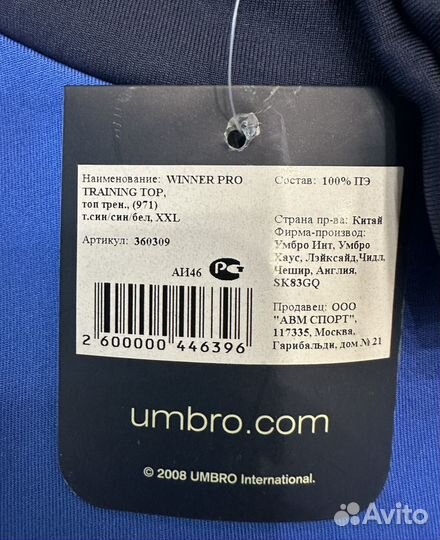 Наименование: WINNER PRO
TRAINING TOP,
топ трен., (971)
т.син/син/бел, XXL
Артикул: 360309
АИ46
PG
2 600000 446396
Состав: 100% ПЭ
Страна пр-ва: Китай
Фирма-производ:
Умбро Инт, Умбро
Хаус, Лэйксайд,Чидл,
Чешир, Англия,
SK83GQ
Продавец: ООО
"АВМ СПОРТ",
117335, Москва,
Гарибальди, дом № 21
umbro.com
© 2008 UMBRO International.
Avito